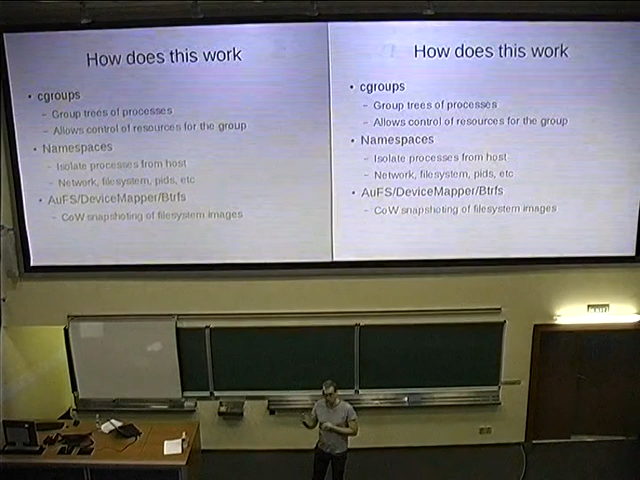 How does this work
• cgroups
– Group trees of processes
– Allows control of resources for the group
• Namespaces
– Isolate processes from host
– Network, filesystem, pids, etc
• AuFS/DeviceMapper/Btrfs
– CoW snapshoting of filesystem images
How does this work
• cgroups
– Group trees of processes
– Allows control of resources for the group
• Namespaces
– Isolate processes from host
– Network, filesystem, pids, etc
• AuFS/DeviceMapper/Btrfs
– CoW snapshoting of filesystem images